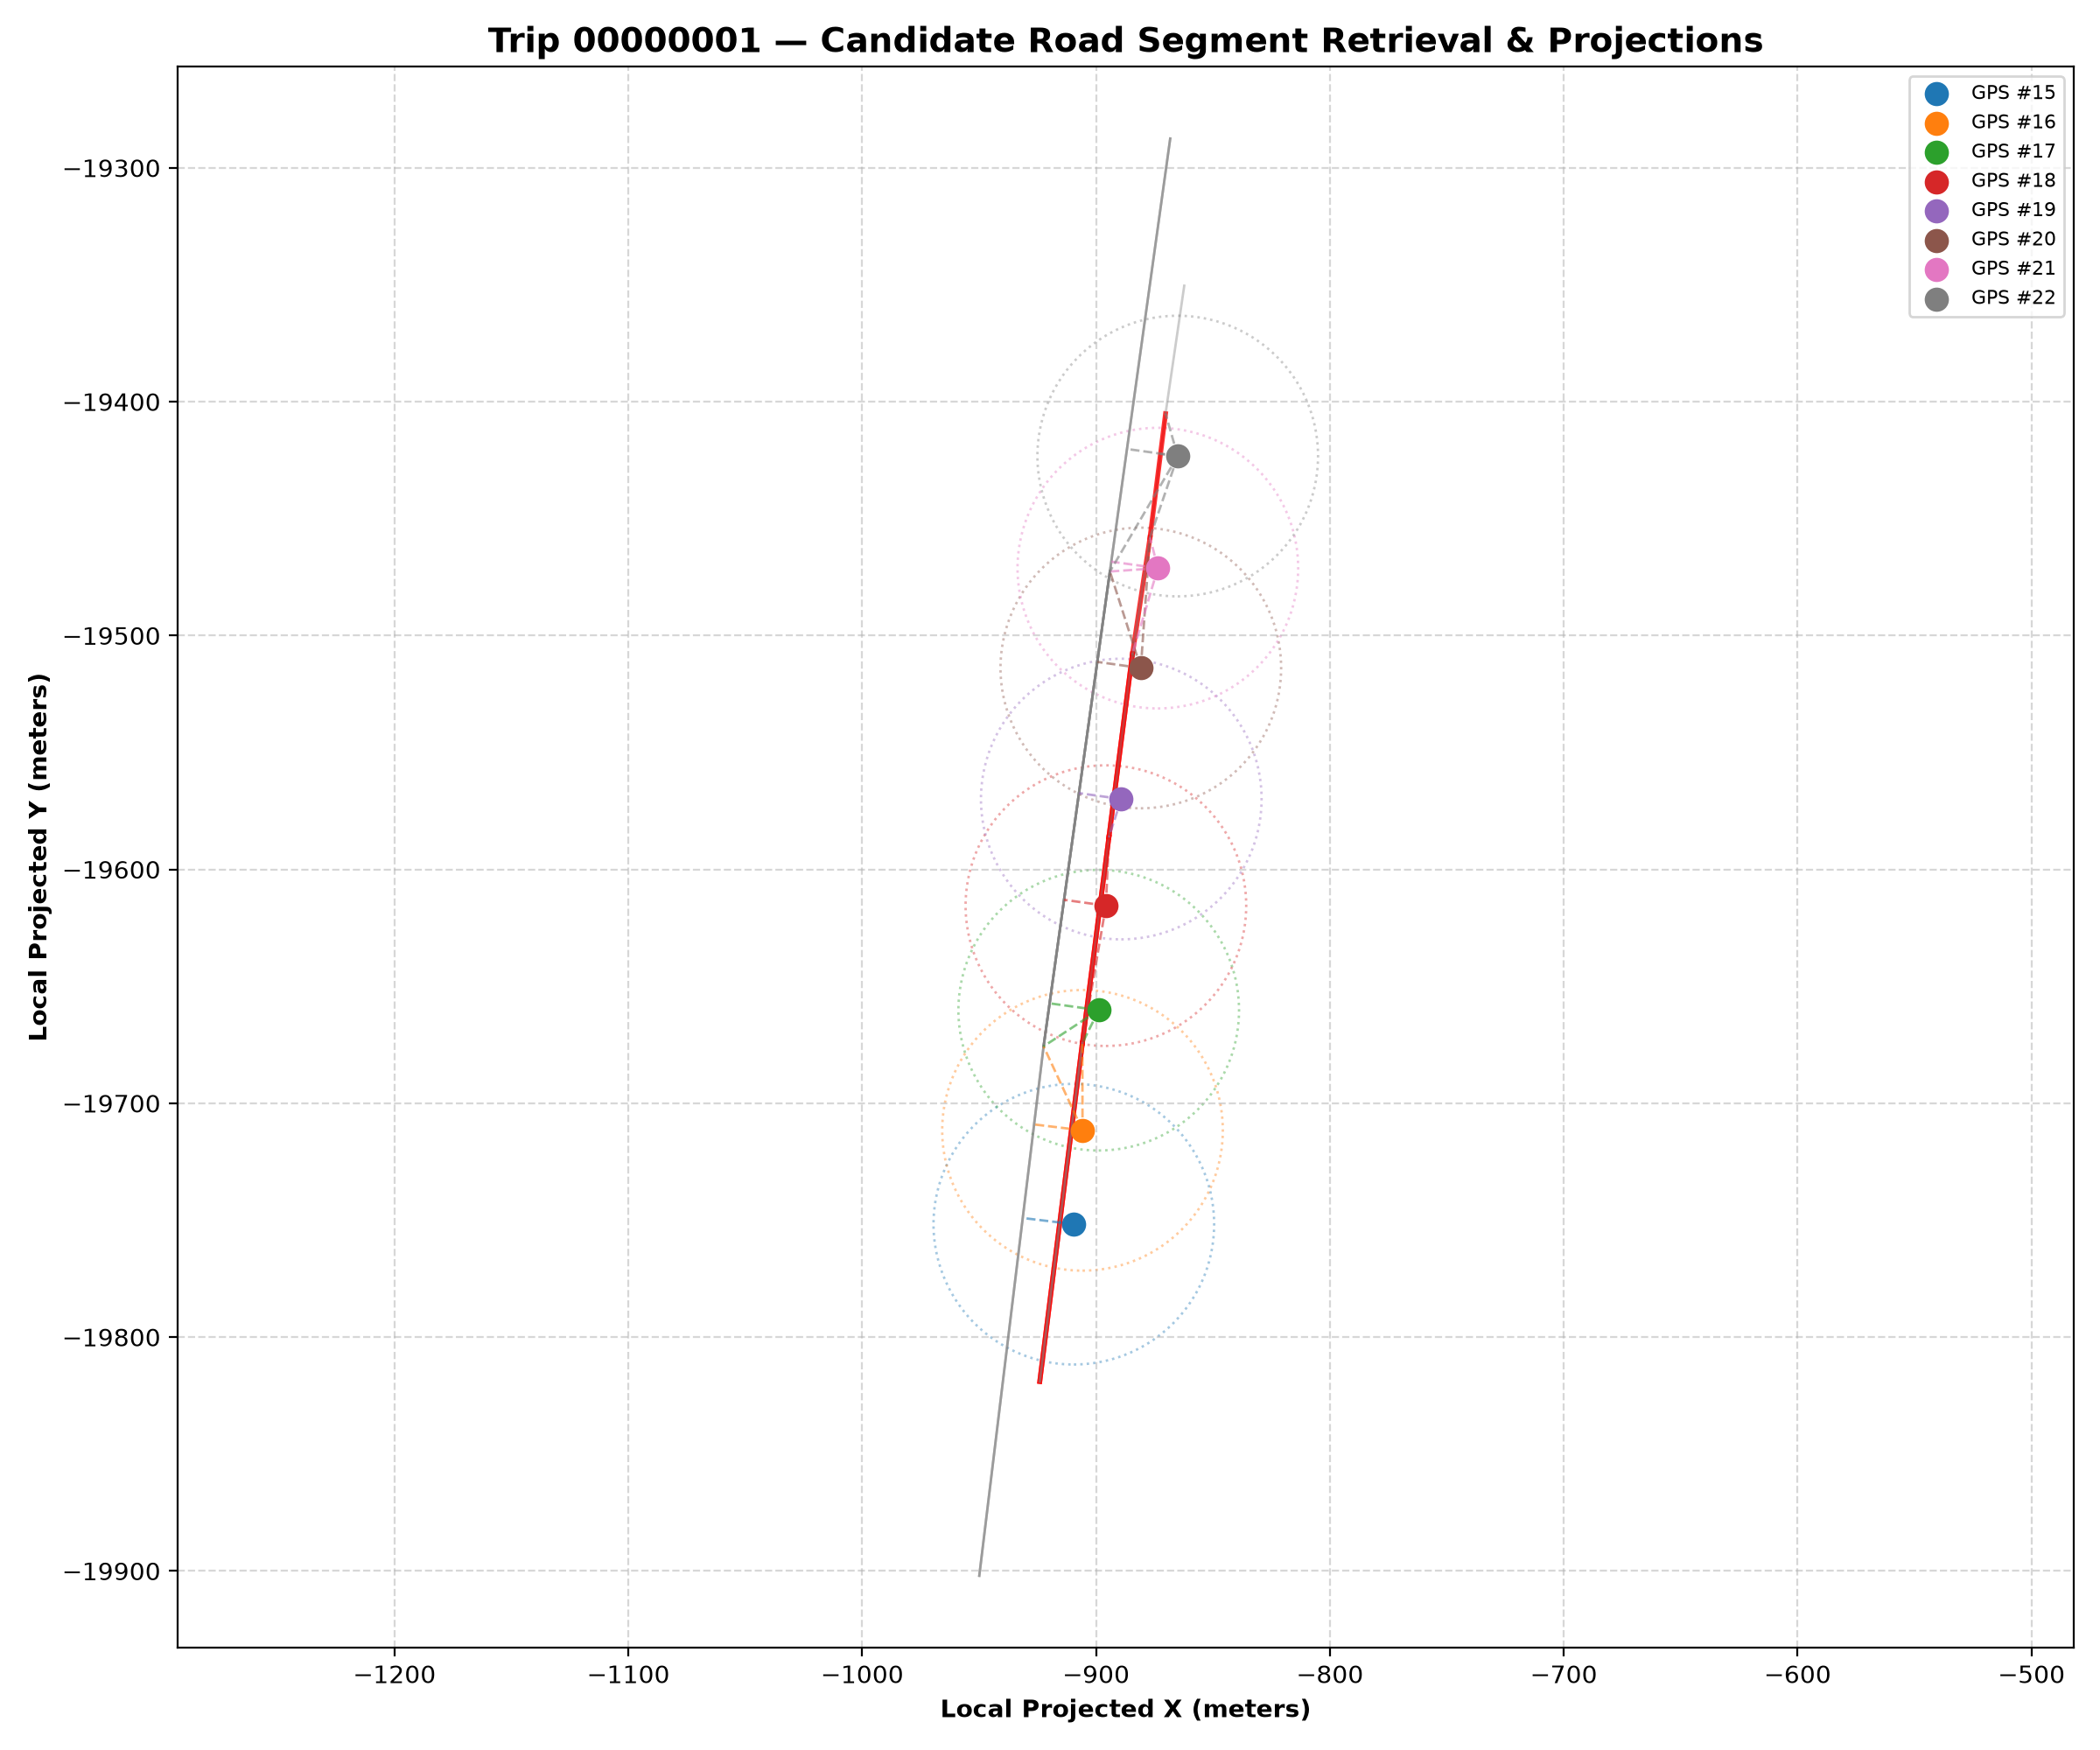 Trip 00000001 — Candidate Road Segment Retrieval & Projections
GPS #15
GPS #16
GPS #17
GPS #18
GPS #19
GPS #20
GPS #21
GPS #22
−19300
−19400
−19500
−19600
−19700
−19800
−19900
Local Projected Y (meters)
−1200 −1100 −1000 −900 −800 −700 −600 −500
Local Projected X (meters)